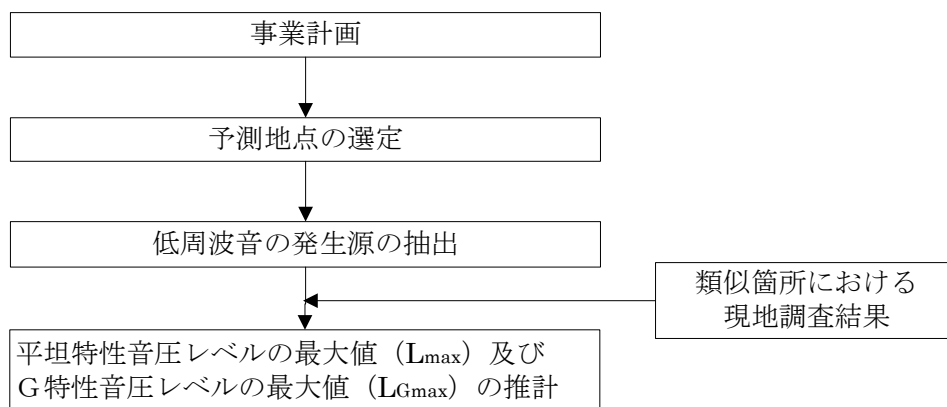 事業計画
予測地点の選定
低周波音の発生源の抽出
類似箇所における
現地調査結果
平坦特性音圧レベルの最大値（Lmax）及び
Ｇ特性音圧レベルの最大値（LGmax）の推計